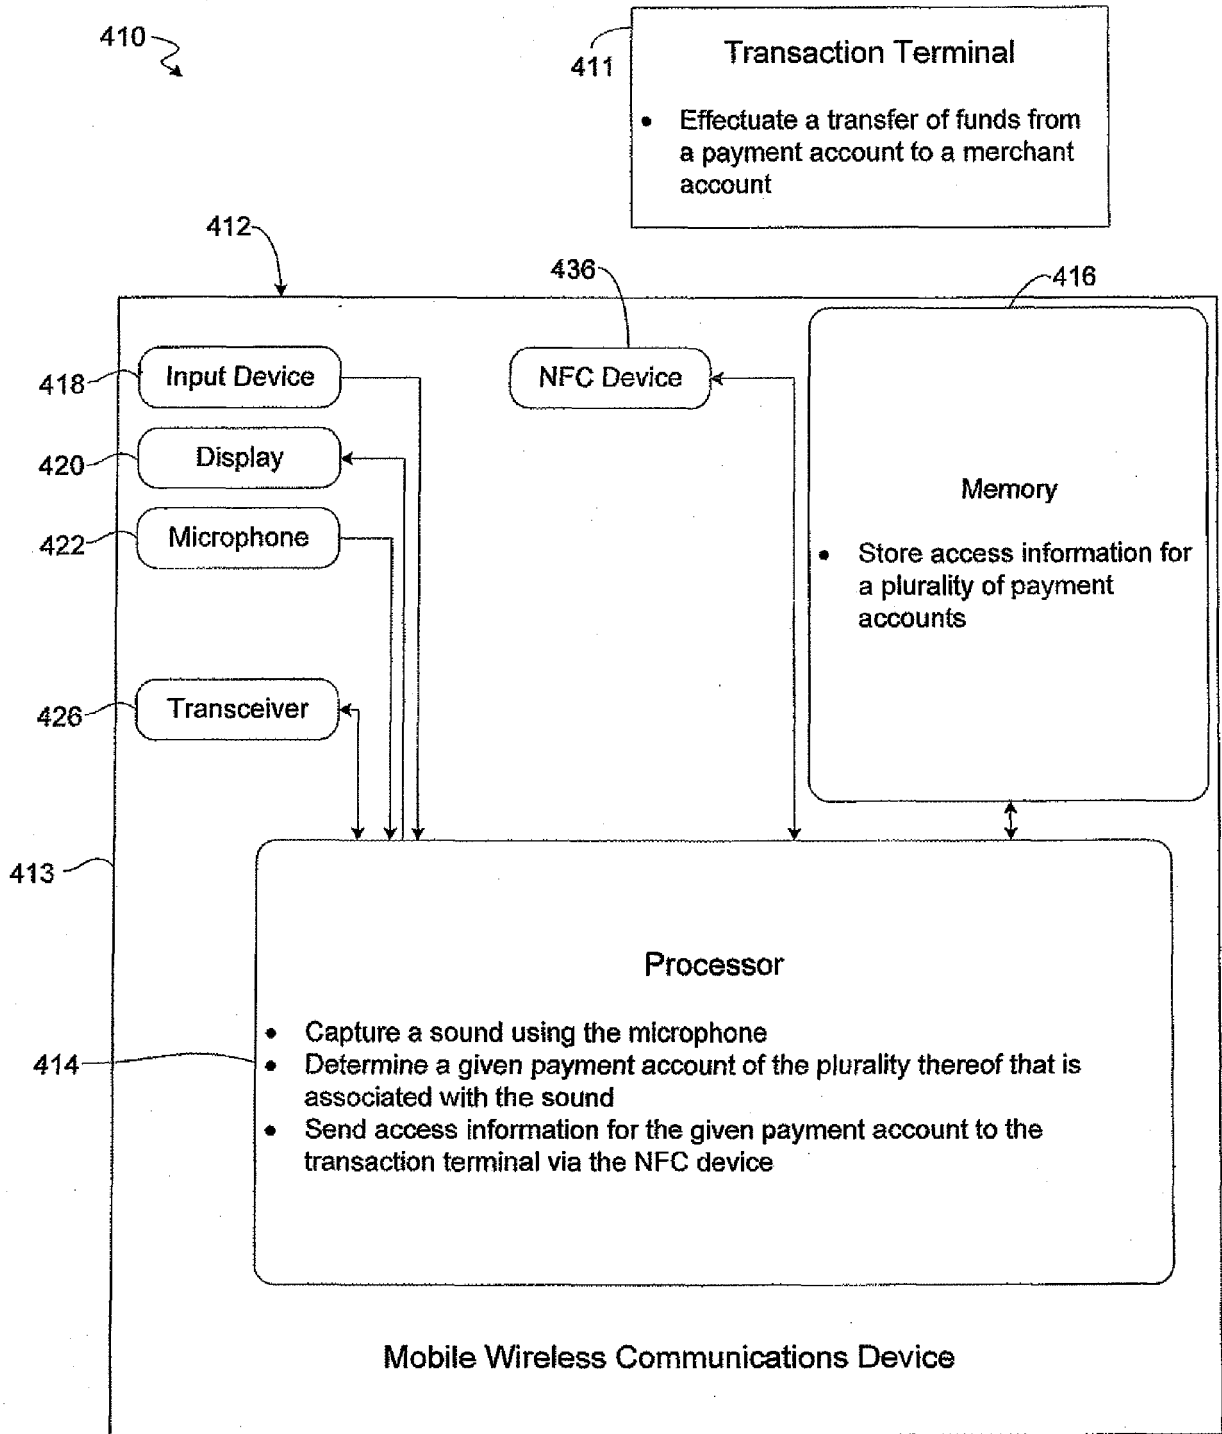 410
411
Transaction Terminal
• Effectuate a transfer of funds from
a payment account to a merchant
account
412
436
416
418
Input Device
NFC Device
420
Display
Memory
422
Microphone
• Store access information for
a plurality of payment
accounts
426
Transceiver
413
Processor
• Capture a sound using the microphone
414
• Determine a given payment account of the plurality thereof that is
associated with the sound
• Send access information for the given payment account to the
transaction terminal via the NFC device
Mobile Wireless Communications Device